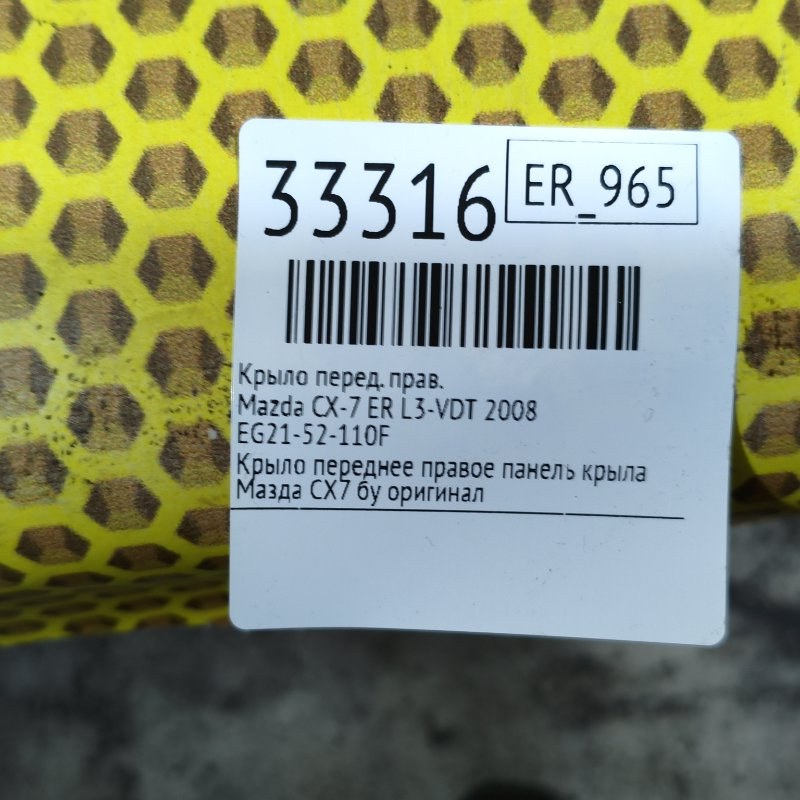 33316
ER_965
Крыло перед. прав.
Mazda CX-7 ER L3-VDT 2008
EG21-52-110F
Крыло переднее правое панель крыла
Мазда CX7 бу оригинал